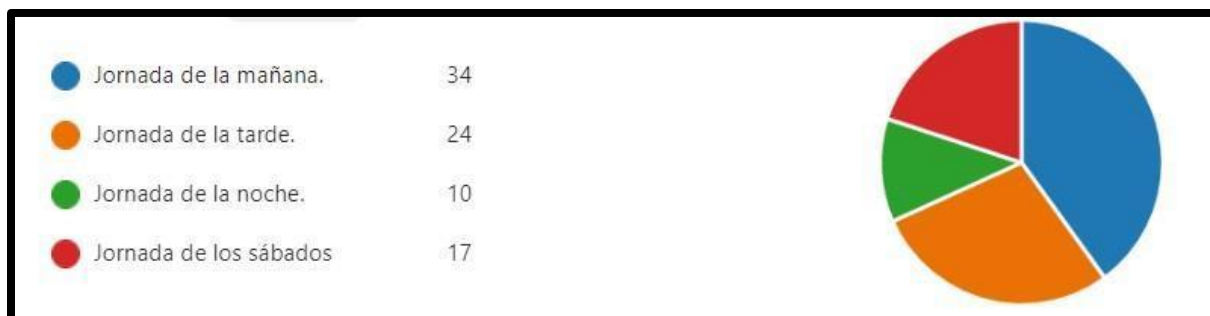 Jornada de la mañana. 34
Jornada de la tarde. 24
Jornada de la noche. 10
Jornada de los sábados 17